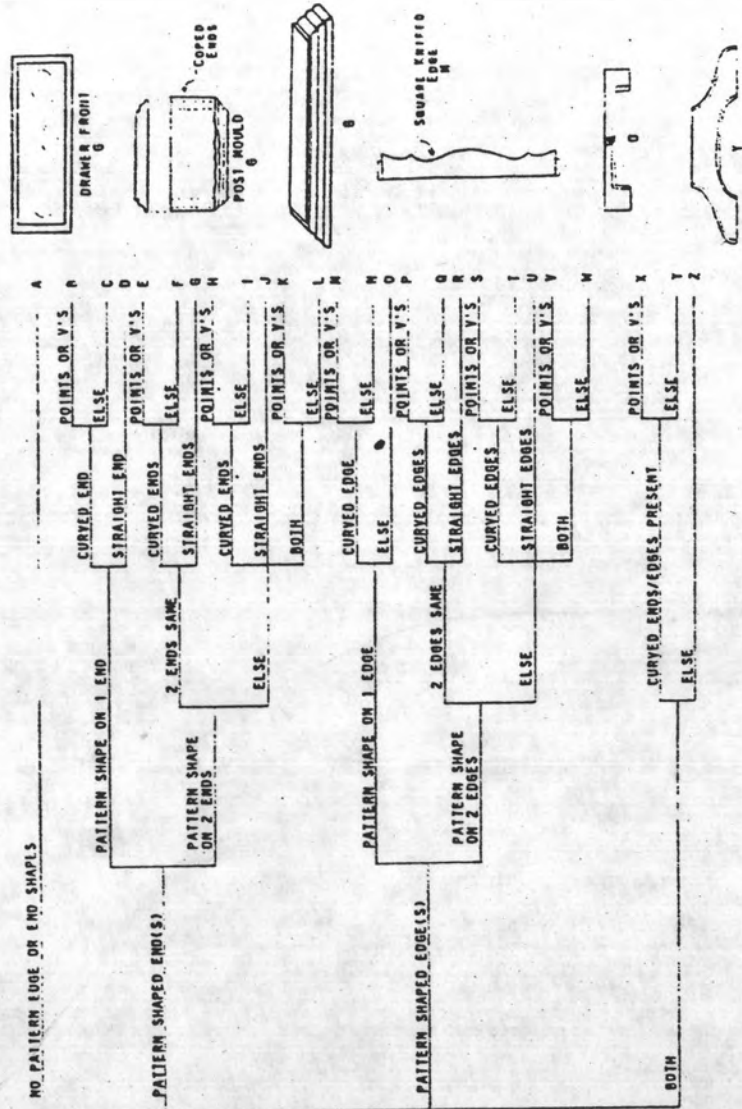 NO PATTERN EDGE OR END SHAPES
A
PATTERN SHAPED END(S)
PATTERN SHAPE ON 1 END
CURVED END
POINTS OR V'S
B
ELSE
C
STRAIGHT END
D
PATTERN SHAPE
ON 2 ENDS
2 ENDS SAME
CURVED ENDS
POINTS OR V'S
E
ELSE
F
STRAIGHT ENDS
G
ELSE
CURVED ENDS
POINTS OR V'S
H
ELSE
I
STRAIGHT ENDS
BOTH
POINTS OR V'S
K
ELSE
L
PATTERN SHAPED EDGE(S)
PATTERN SHAPE ON 1 EDGE
CURVED EDGE
POINTS OR V'S
M
ELSE
N
ELSE
O
PATTERN SHAPE
ON 2 EDGES
2 EDGES SAME
CURVED EDGES
POINTS OR V'S
ELSE
Q
STRAIGHT EDGES
R
ELSE
CURVED EDGES
POINTS OR V'S
S
ELSE
T
STRAIGHT EDGES
BOTH
POINTS OR V'S
ELSE
W
BOTH
CURVED ENDS/EDGES PRESENT
POINTS OR V'S
X
ELSE
Y
ELSE
Z
DRAWER FRONT
G
COPED
ENDS
POST MOULD
G
G
SQUARE KNIFED
EDGE
N
Y